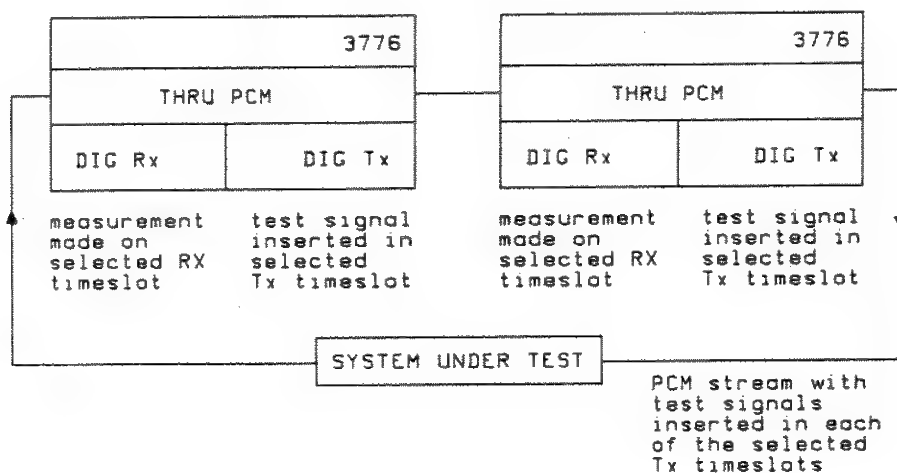 3776
THRU PCM
DIG Rx
DIG Tx
measurement
made on
selected RX
timeslot
test signal
inserted in
selected
Tx timeslot
3776
THRU PCM
DIG Rx
DIG Tx
measurement
made on
selected RX
timeslot
test signal
inserted in
selected
Tx timeslot
SYSTEM UNDER TEST
PCM stream with
test signals
inserted in each
of the selected
Tx timeslots